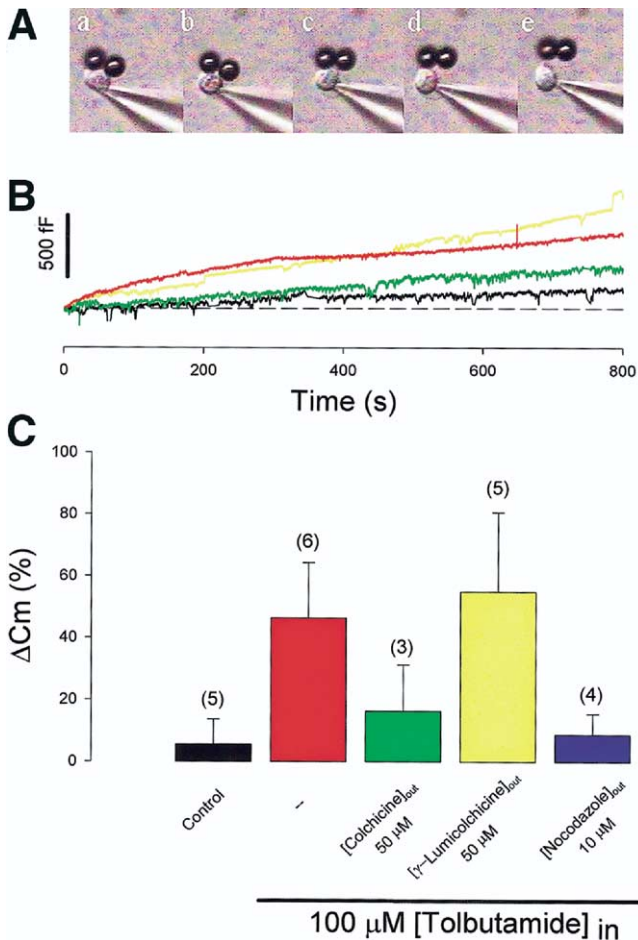 A
a b c d e
B
500 fF
0 200 400 600 800
Time (s)
C
100
80
60
40
20
0
ΔCm (%)
(5)
(6)
(3)
(5)
(4)
Control
–
[Colchicine]out
50 μM
[γ–Lumicolchicine]out
50 μM
[Nocodazole]out
10 μM
100 μM [Tolbutamide] in